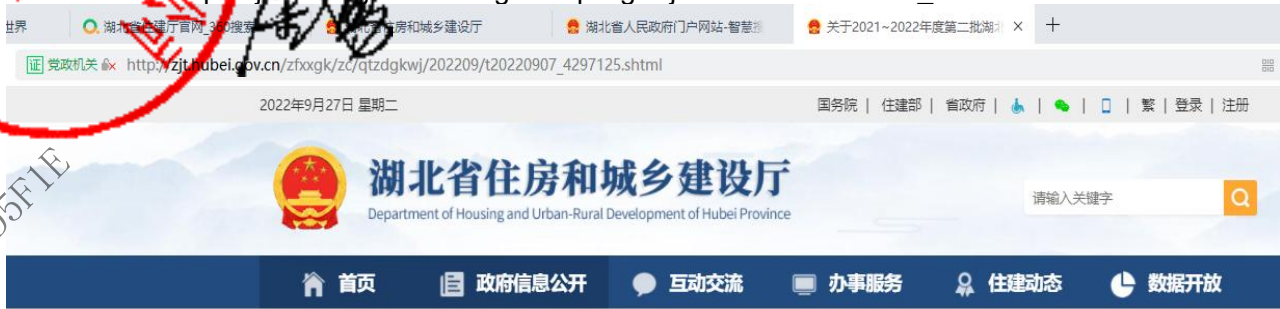 世界 湖北省住建厅官网_360搜索 湖北省住房和城乡建设厅 湖北省人民政府门户网站-智慧搜 关于2021~2022年度第二批湖北 × +
证 党政机关 http://zjt.hubei.gov.cn/zfxxgk/zc/qtzdgkwj/202209/t20220907_4297125.shtml
2022年9月27日 星期二 国务院 | 住建部 | 省政府 | | | | 繁 | 登录 | 注册
湖北省住房和城乡建设厅
Department of Housing and Urban-Rural Development of Hubei Province
请输入关键字
D5F1E
首页 政府信息公开 互动交流 办事服务 住建动态 数据开放